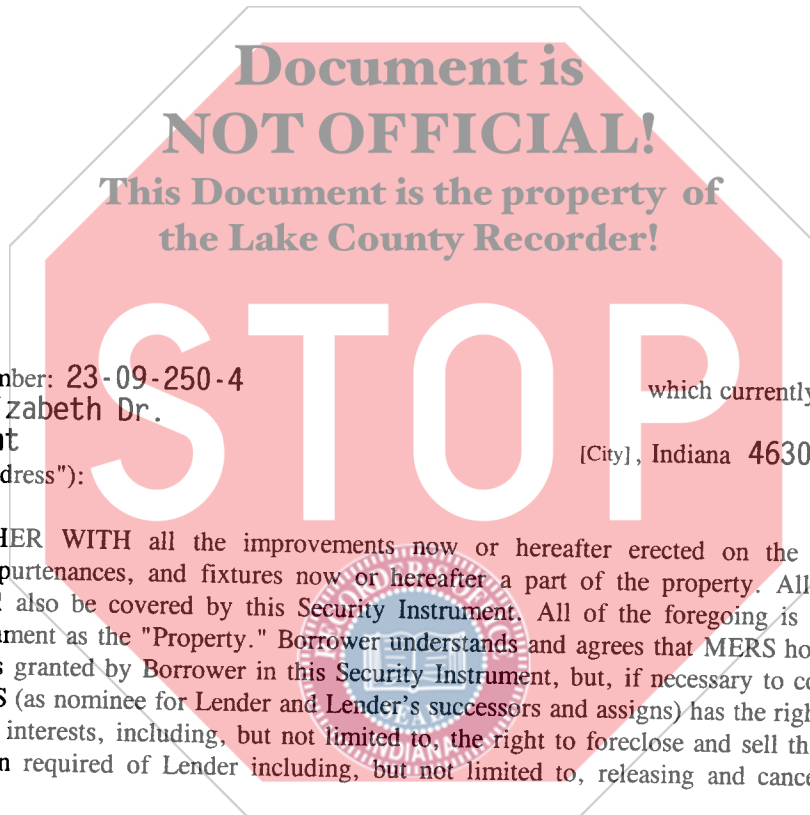 Document is
NOT OFFICIAL!
This Document is the property of
the Lake County Recorder!
STOP
mber: 23-09-250-4
which currently
zabeth Dr.
nt
[City], Indiana 4630
dress"):
HER WITH all the improvements now or hereafter erected on the
purtenances, and fixtures now or hereafter a part of the property. All
also be covered by this Security Instrument. All of the foregoing is
ument as the "Property." Borrower understands and agrees that MERS ho
s granted by Borrower in this Security Instrument, but, if necessary to co
S (as nominee for Lender and Lender's successors and assigns) has the righ
interests, including, but not limited to, the right to foreclose and sell th
n required of Lender including, but not limited to, releasing and cance
SEAL
INDIANA